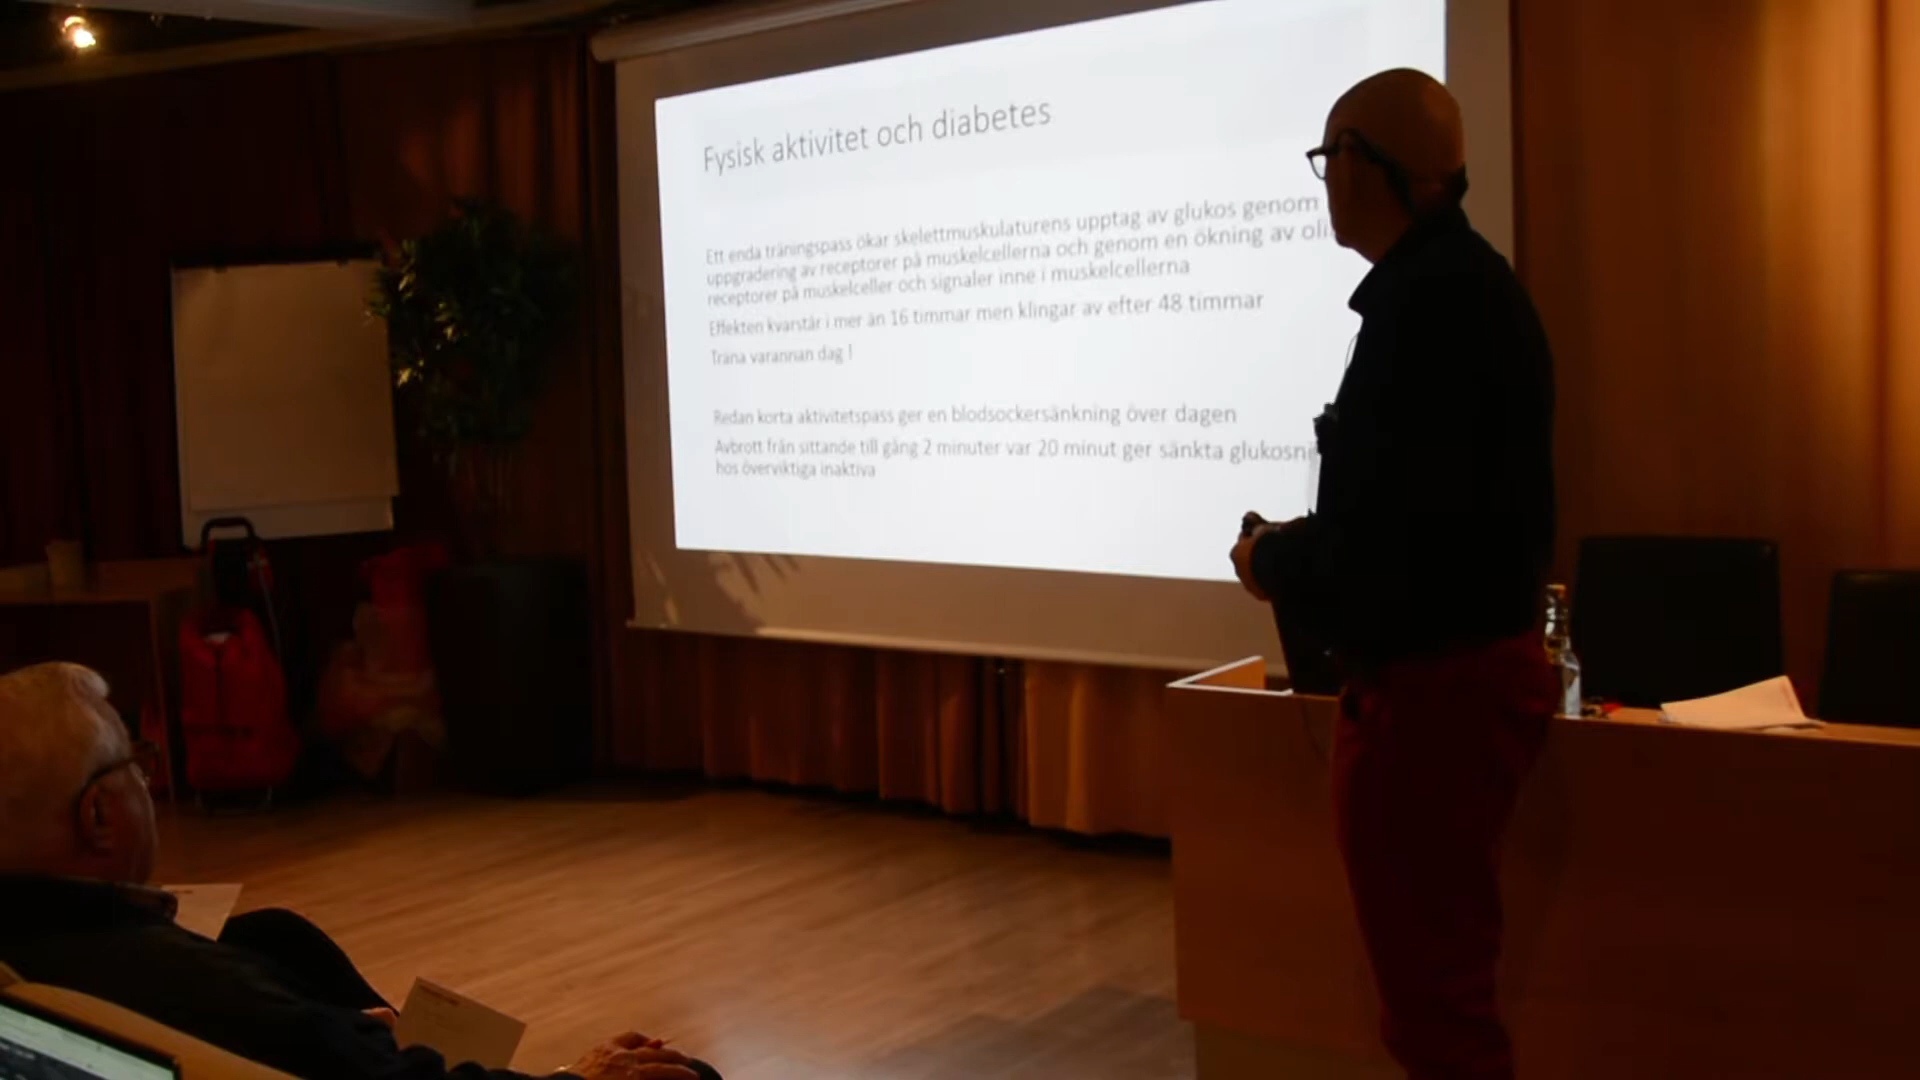 Fysisk aktivitet och diabetes
Ett enda träningspass ökar skelettmuskulaturens upptag av glukos genom
uppgradering av receptorer på muskelcellerna och genom en ökning av
receptorer på muskelceller och signaler inne i muskelcellerna
Effekten kvarstår i mer än 16 timmar men klingar av efter 48 timmar
Träna varannan dag !
Redan korta aktivitetspass ger en blodsockersänkning över dagen
Avbrott från sittande till gång 2 minuter var 20 minut ger sänkta
hos överviktiga inaktiva